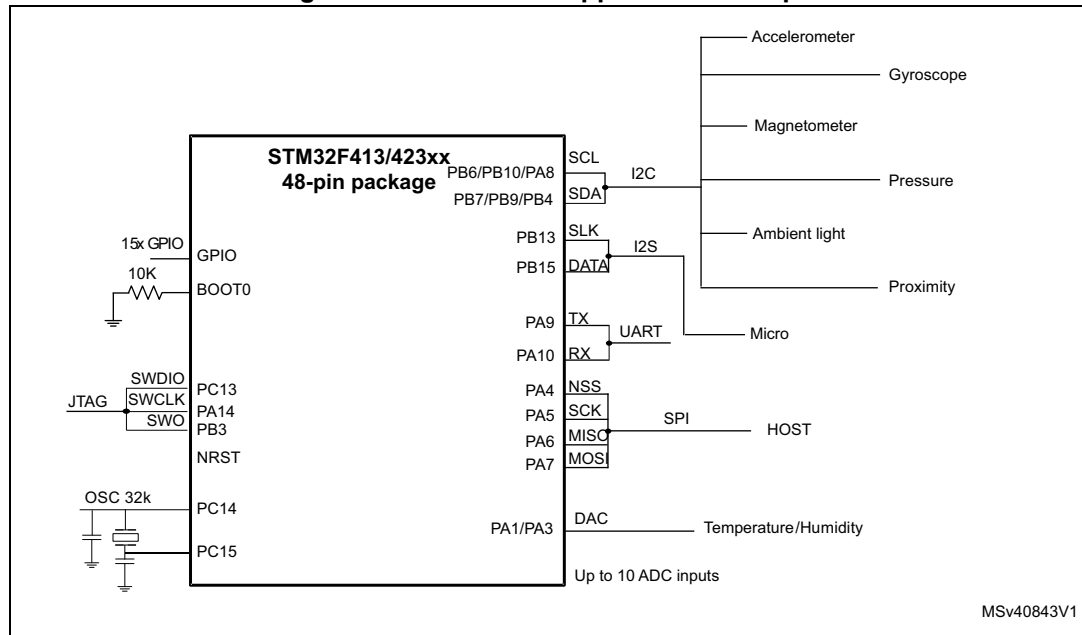 STM32F413/423xx
48-pin package
15x GPIO
GPIO
10K
BOOT0
JTAG
SWDIO
SWCLK
SWO
PC13
PA14
PB3
NRST
OSC 32k
PC14
PC15
PB6/PB10/PA8
SCL
PB7/PB9/PB4
SDA
I2C
Accelerometer
Gyroscope
Magnetometer
Pressure
Ambient light
Proximity
PB13
SLK
PB15
DATA
I2S
Micro
PA9
TX
PA10
RX
UART
PA4
NSS
PA5
SCK
PA6
MISO
PA7
MOSI
SPI
HOST
PA1/PA3
DAC
Temperature/Humidity
Up to 10 ADC inputs
MSv40843V1